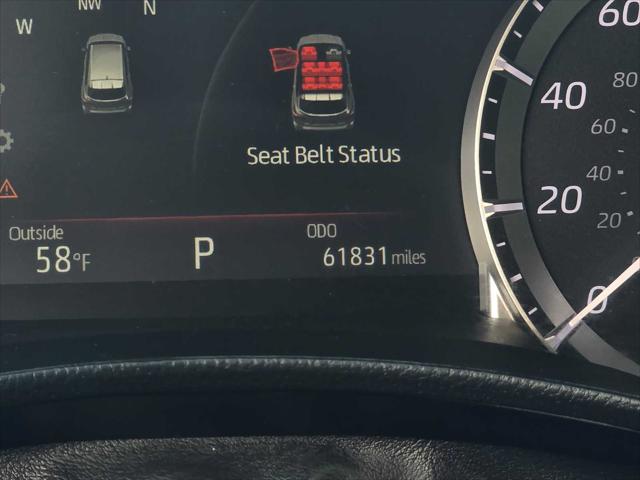 NW
W
N
Seat Belt Status
Outside
58°F
P
ODO
61831 miles
60
80
40
60
40
20
20
0